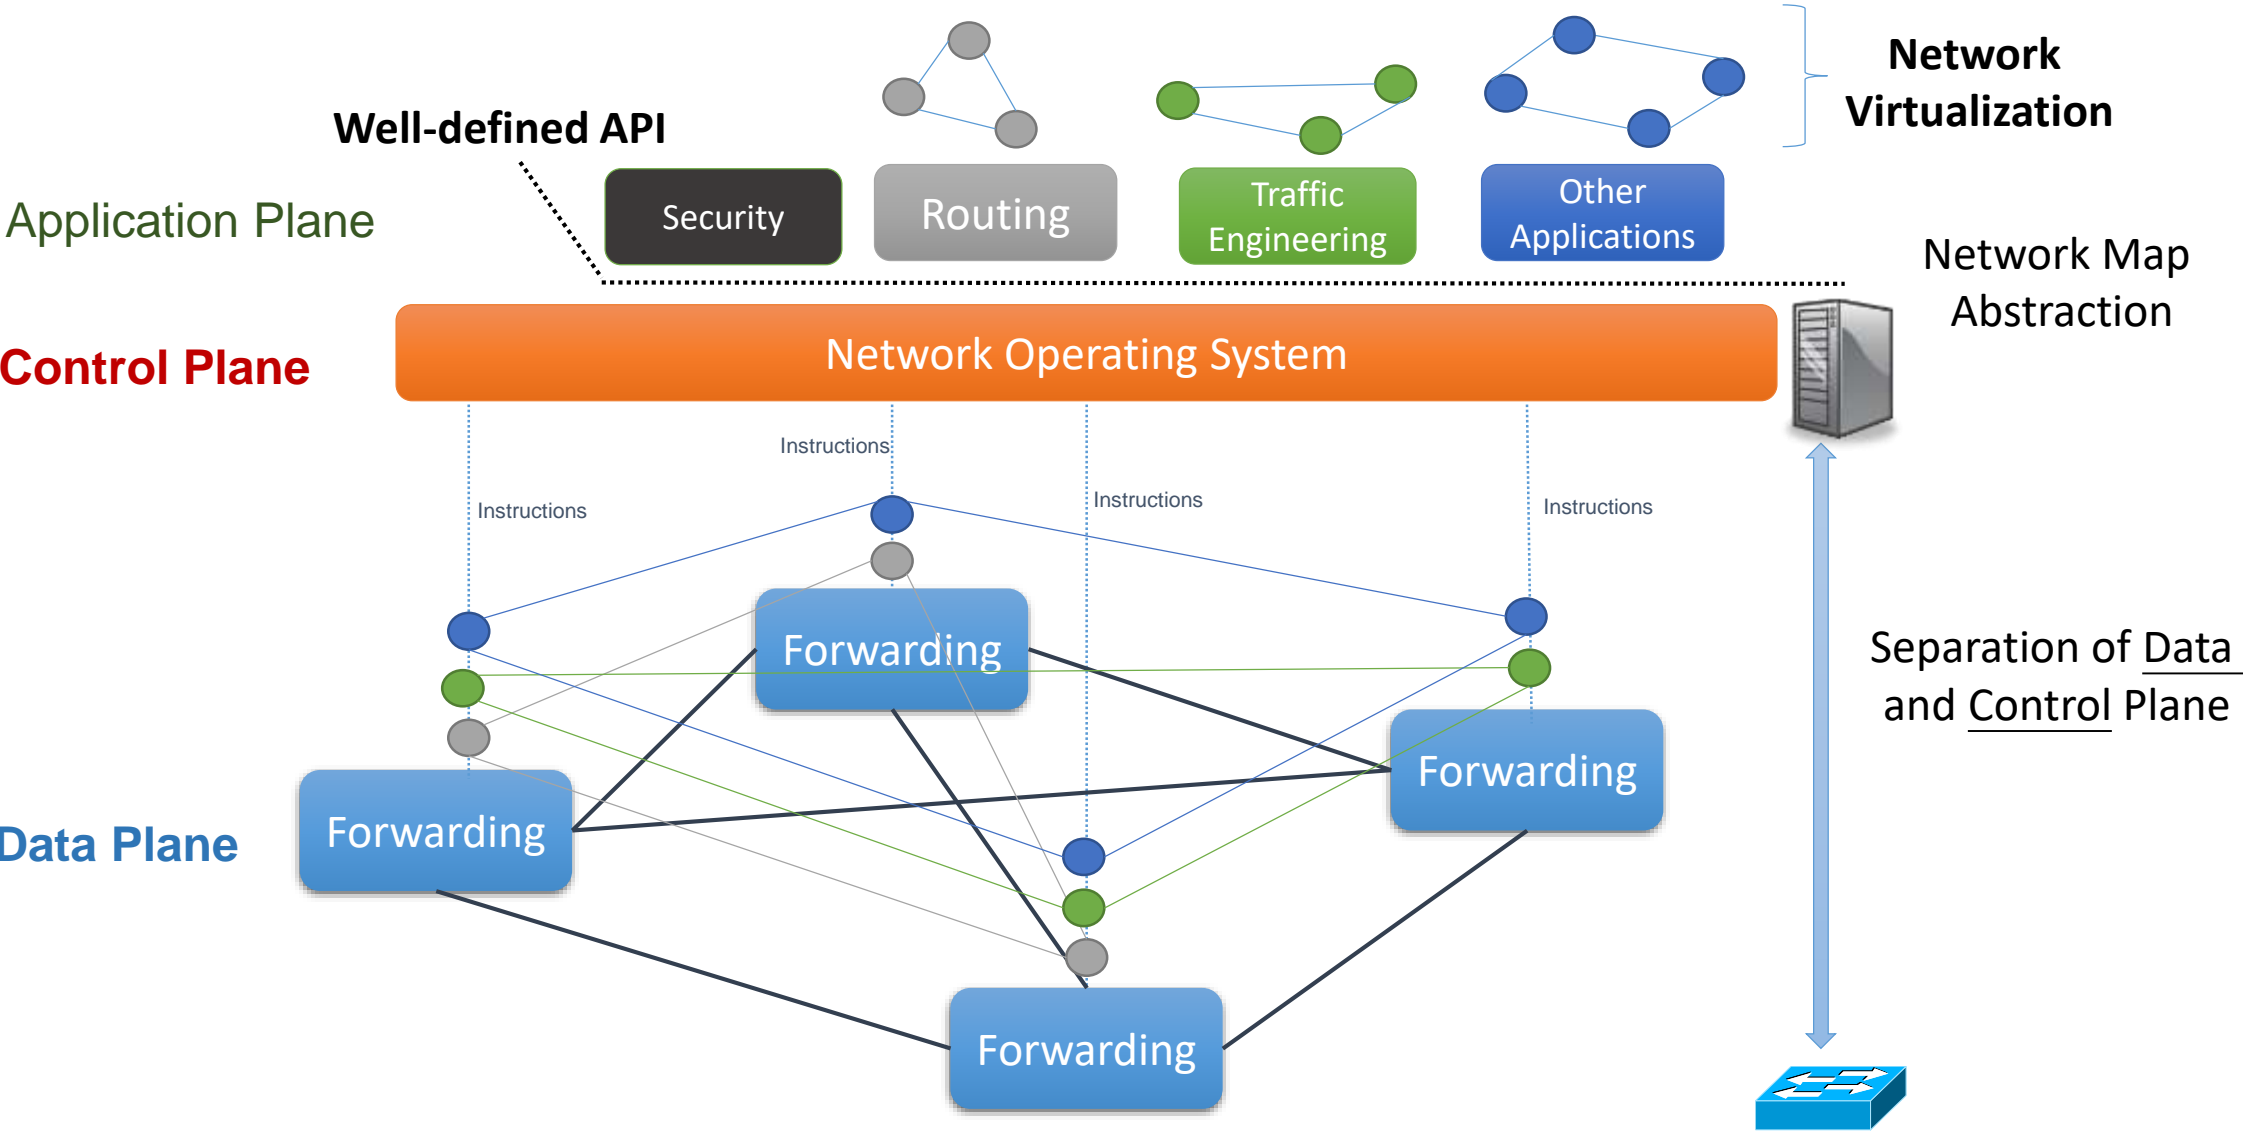 Network
Virtualization
Well-defined API
Application Plane
Security
Routing
Traffic
Engineering
Other
Applications
Network Map
Abstraction
Control Plane
Network Operating System
Instructions
Instructions
Instructions
Instructions
Forwarding
Separation of Data
and Control Plane
Forwarding
Data Plane
Forwarding
Forwarding